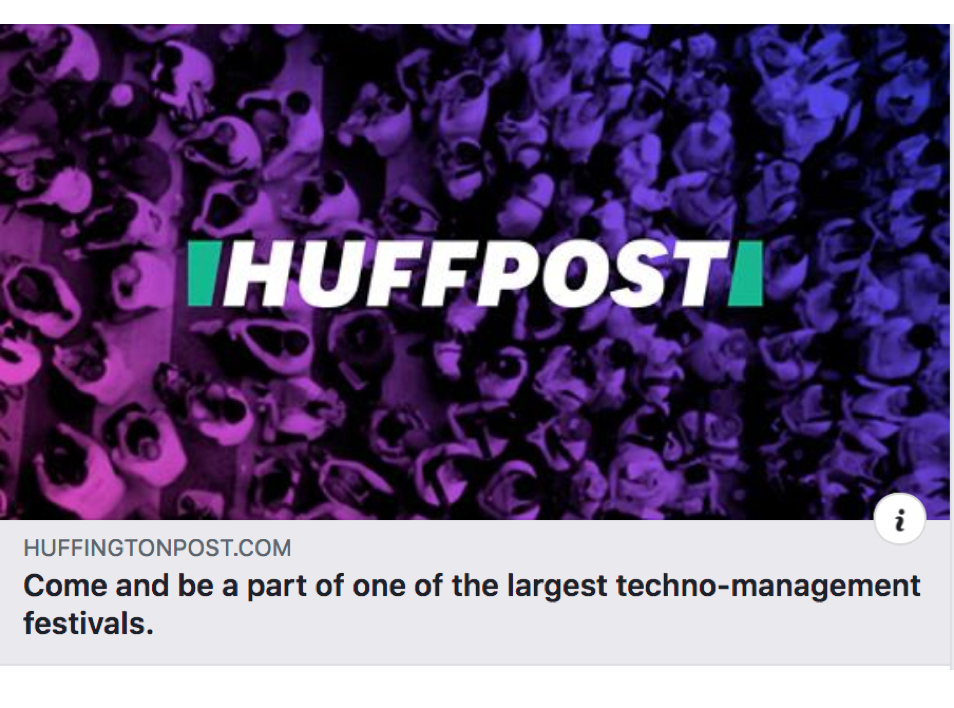 HUFFPOST
i
HUFFINGTONPOST.COM
Come and be a part of one of the largest techno-management
festivals.